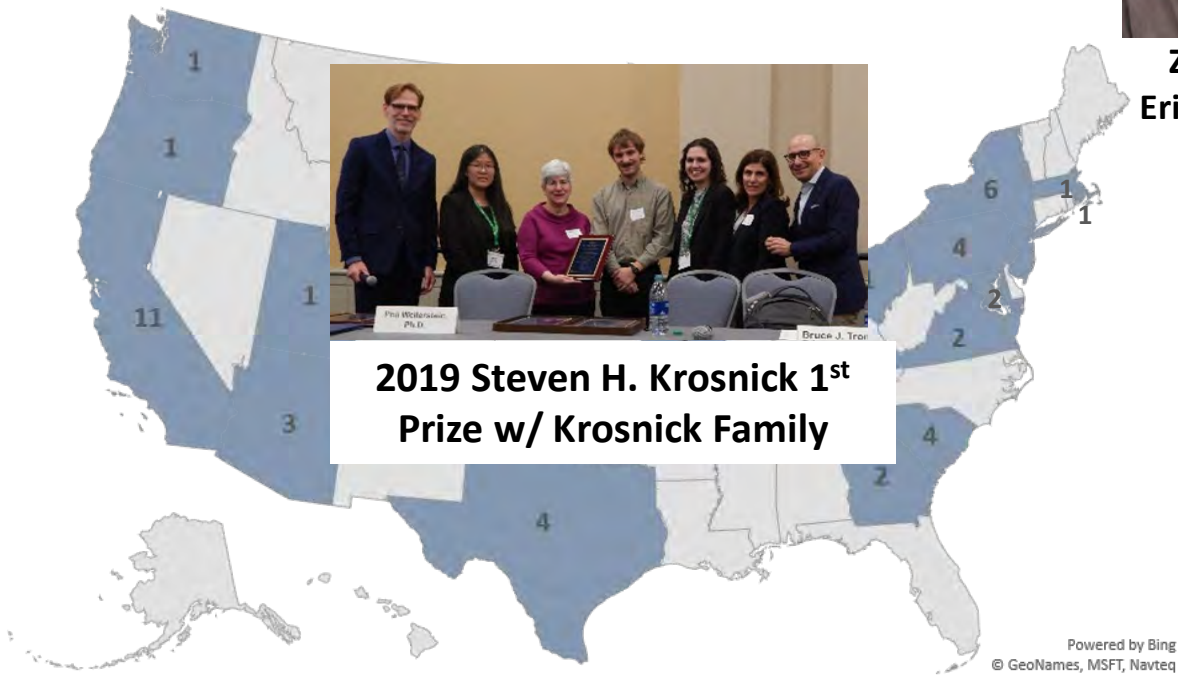 Z
Eri
1
1
11
1
3
4
6
1
1
4
2
2
4
2
Phil Wollerstein,
Ph.D.
Bruce J. Tro
2019 Steven H. Krosnick 1st
Prize w/ Krosnick Family
Powered by Bing
© GeoNames, MSFT, Navteq